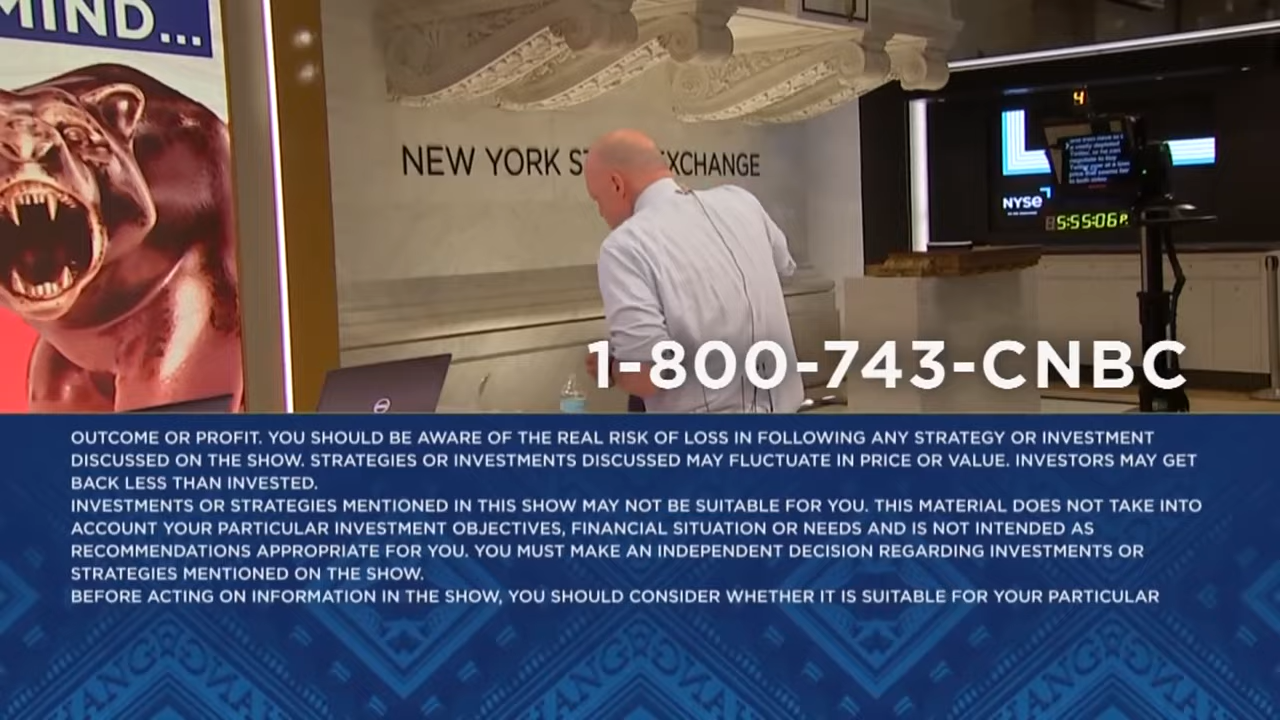 MIND...
NEW YORK ST EXCHANGE
4
NYSE
5:55:06P
1-800-743-CNBC
OUTCOME OR PROFIT. YOU SHOULD BE AWARE OF THE REAL RISK OF LOSS IN FOLLOWING ANY STRATEGY OR INVESTMENT
DISCUSSED ON THE SHOW. STRATEGIES OR INVESTMENTS DISCUSSED MAY FLUCTUATE IN PRICE OR VALUE. INVESTORS MAY GET
BACK LESS THAN INVESTED.
INVESTMENTS OR STRATEGIES MENTIONED IN THIS SHOW MAY NOT BE SUITABLE FOR YOU. THIS MATERIAL DOES NOT TAKE INTO
ACCOUNT YOUR PARTICULAR INVESTMENT OBJECTIVES, FINANCIAL SITUATION OR NEEDS AND IS NOT INTENDED AS
RECOMMENDATIONS APPROPRIATE FOR YOU. YOU MUST MAKE AN INDEPENDENT DECISION REGARDING INVESTMENTS OR
STRATEGIES MENTIONED ON THE SHOW.
BEFORE ACTING ON INFORMATION IN THE SHOW, YOU SHOULD CONSIDER WHETHER IT IS SUITABLE FOR YOUR PARTICULAR